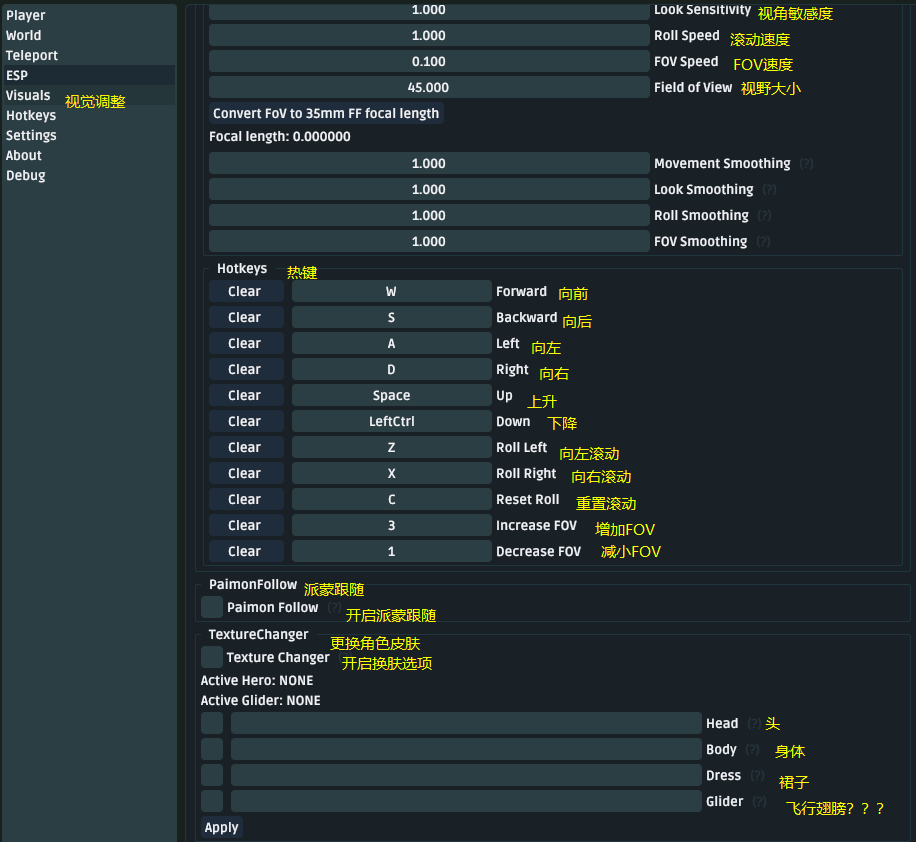 Player
World
Teleport
ESP
Visuals 视觉调整
Hotkeys
Settings
About
Debug
1.000 Look Sensitivity 视角敏感度
1.000 Roll Speed 滚动速度
0.100 FOV Speed FOV速度
45.000 Field of View 视野大小
Convert FoV to 35mm FF focal length
Focal length: 0.000000
1.000 Movement Smoothing (?)
1.000 Look Smoothing (?)
1.000 Roll Smoothing (?)
1.000 FOV Smoothing (?)
Hotkeys 热键
Clear W Forward 向前
Clear S Backward 向后
Clear A Left 向左
Clear D Right 向右
Clear Space Up 上升
Clear LeftCtrl Down 下降
Clear Z Roll Left 向左滚动
Clear X Roll Right 向右滚动
Clear C Reset Roll 重置滚动
Clear 3 Increase FOV 增加FOV
Clear 1 Decrease FOV 减小FOV
PaimonFollow 派蒙跟随
Paimon Follow (?) 开启派蒙跟随
TextureChanger 更换角色皮肤
Texture Changer 开启换肤选项
Active Hero: NONE
Active Glider: NONE
Head (?) 头
Body (?) 身体
Dress (?) 裙子
Glider (?) 飞行翅膀？？？
Apply